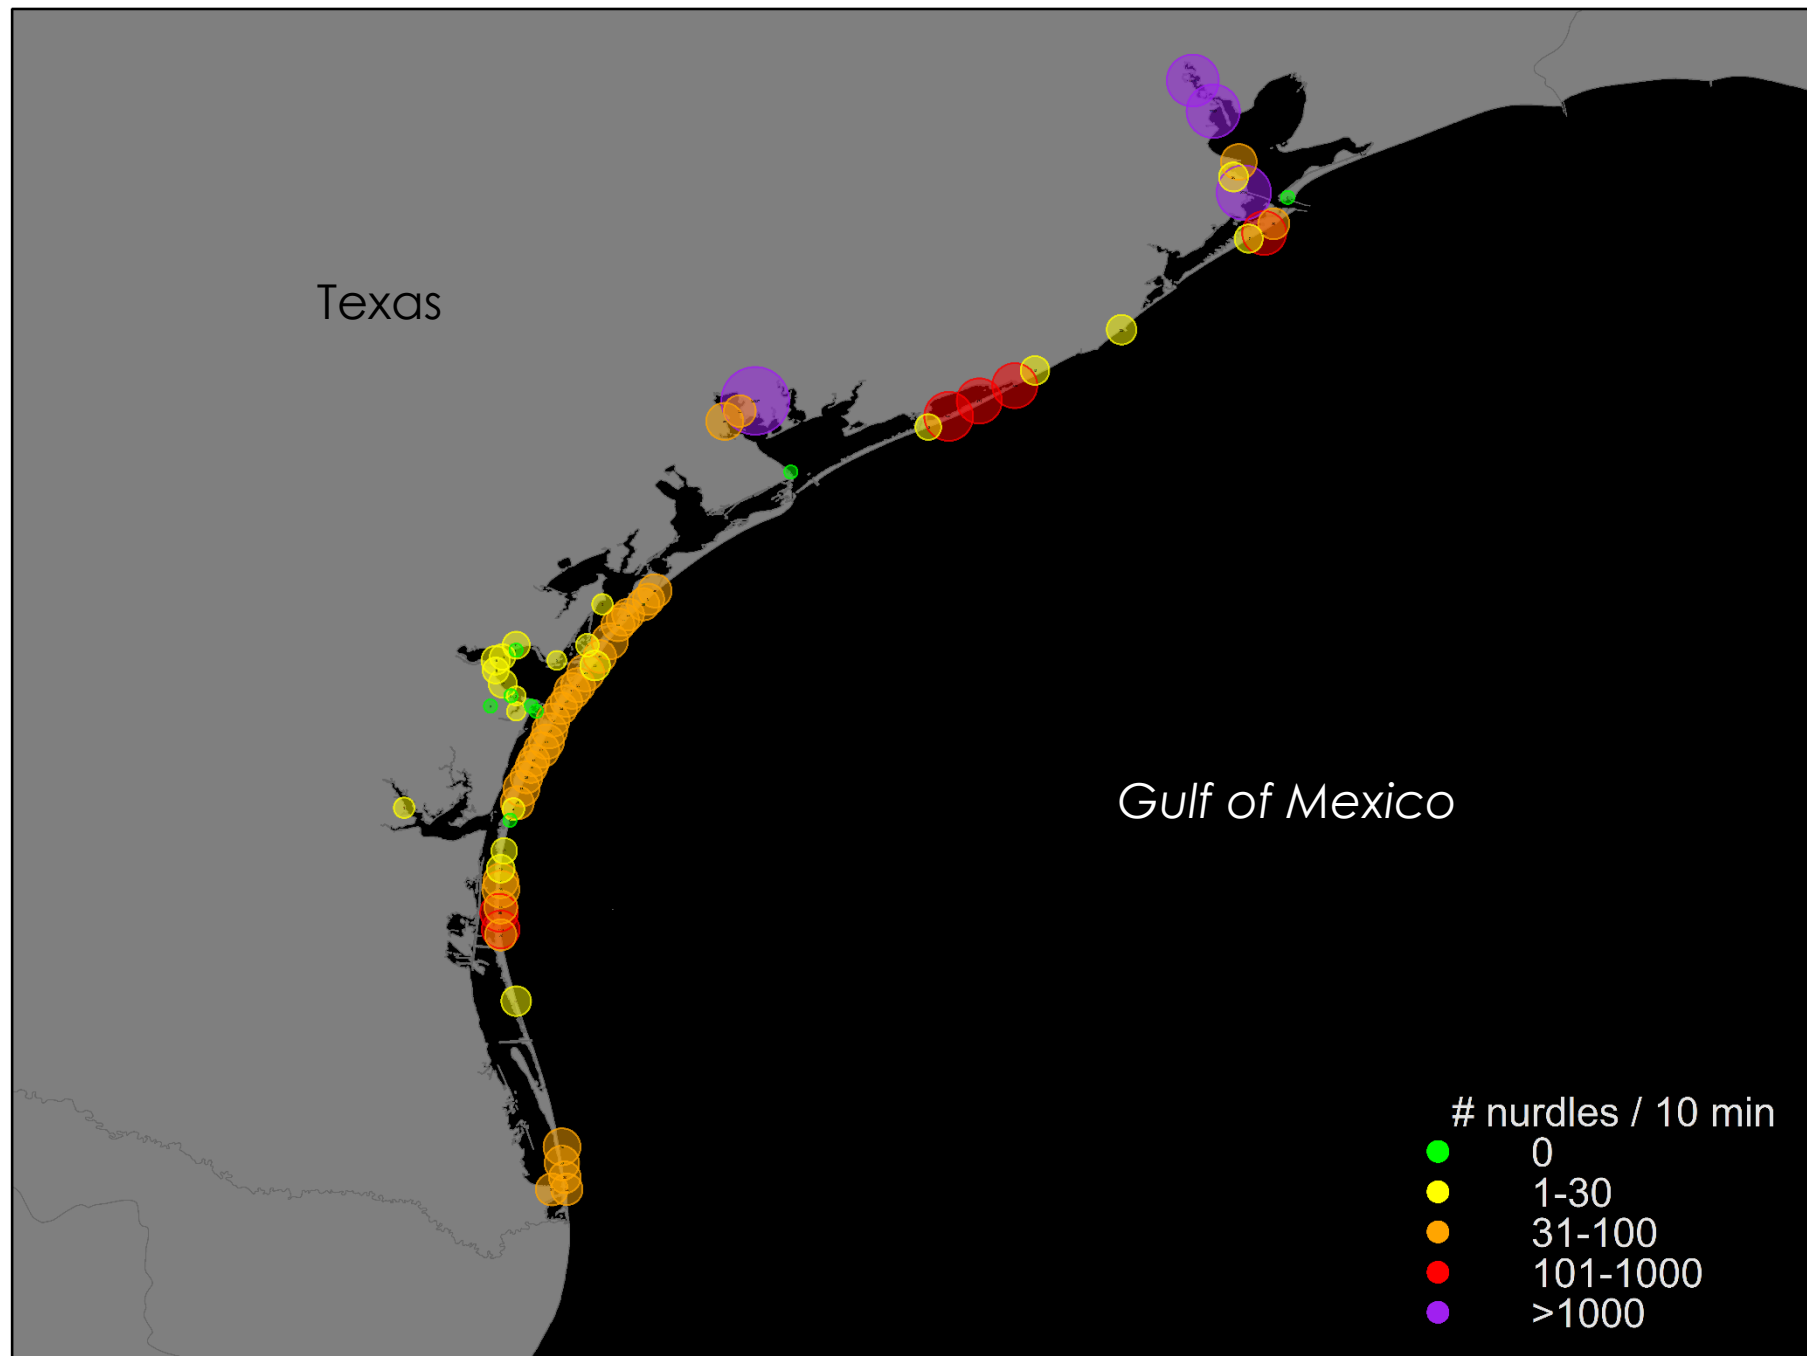 Texas
Gulf of Mexico
# nurdles / 10 min
0
1-30
31-100
101-1000
>1000